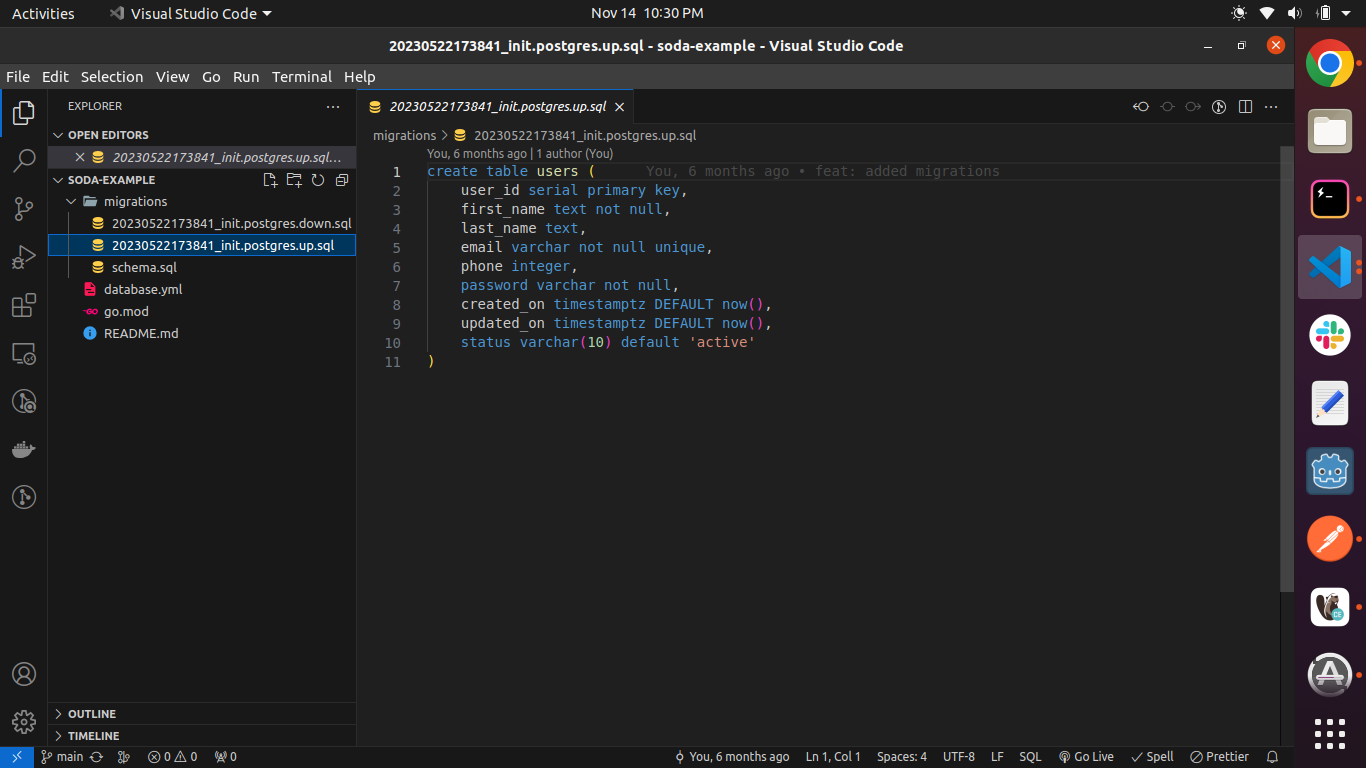 Activities Visual Studio Code Nov 14 10:30 PM
20230522173841_init.postgres.up.sql - soda-example - Visual Studio Code
File Edit Selection View Go Run Terminal Help
EXPLORER
OPEN EDITORS
20230522173841_init.postgres.up.sql...
SODA-EXAMPLE
migrations
20230522173841_init.postgres.down.sql
20230522173841_init.postgres.up.sql
schema.sql
database.yml
go.mod
README.md
OUTLINE
TIMELINE
20230522173841_init.postgres.up.sql
migrations > 20230522173841_init.postgres.up.sql
You, 6 months ago | 1 author (You)
1 create table users ( You, 6 months ago • feat: added migrations
2 user_id serial primary key,
3 first_name text not null,
4 last_name text,
5 email varchar not null unique,
6 phone integer,
7 password varchar not null,
8 created_on timestamptz DEFAULT now(),
9 updated_on timestamptz DEFAULT now(),
10 status varchar(10) default 'active'
11 )
main 0 0 0 You, 6 months ago Ln 1, Col 1 Spaces: 4 UTF-8 LF SQL Go Live Spell Prettier
CE